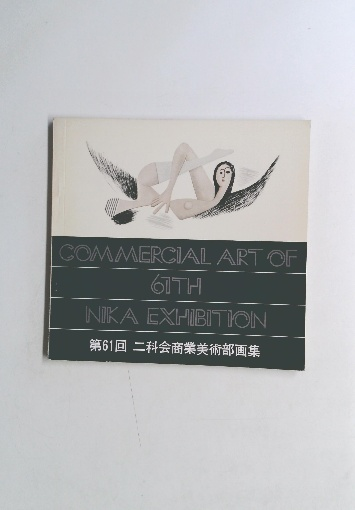 COMMERCIAL ART OF
61TH
NIKA EXHIBITION
第61回 二科会商業美術部画集